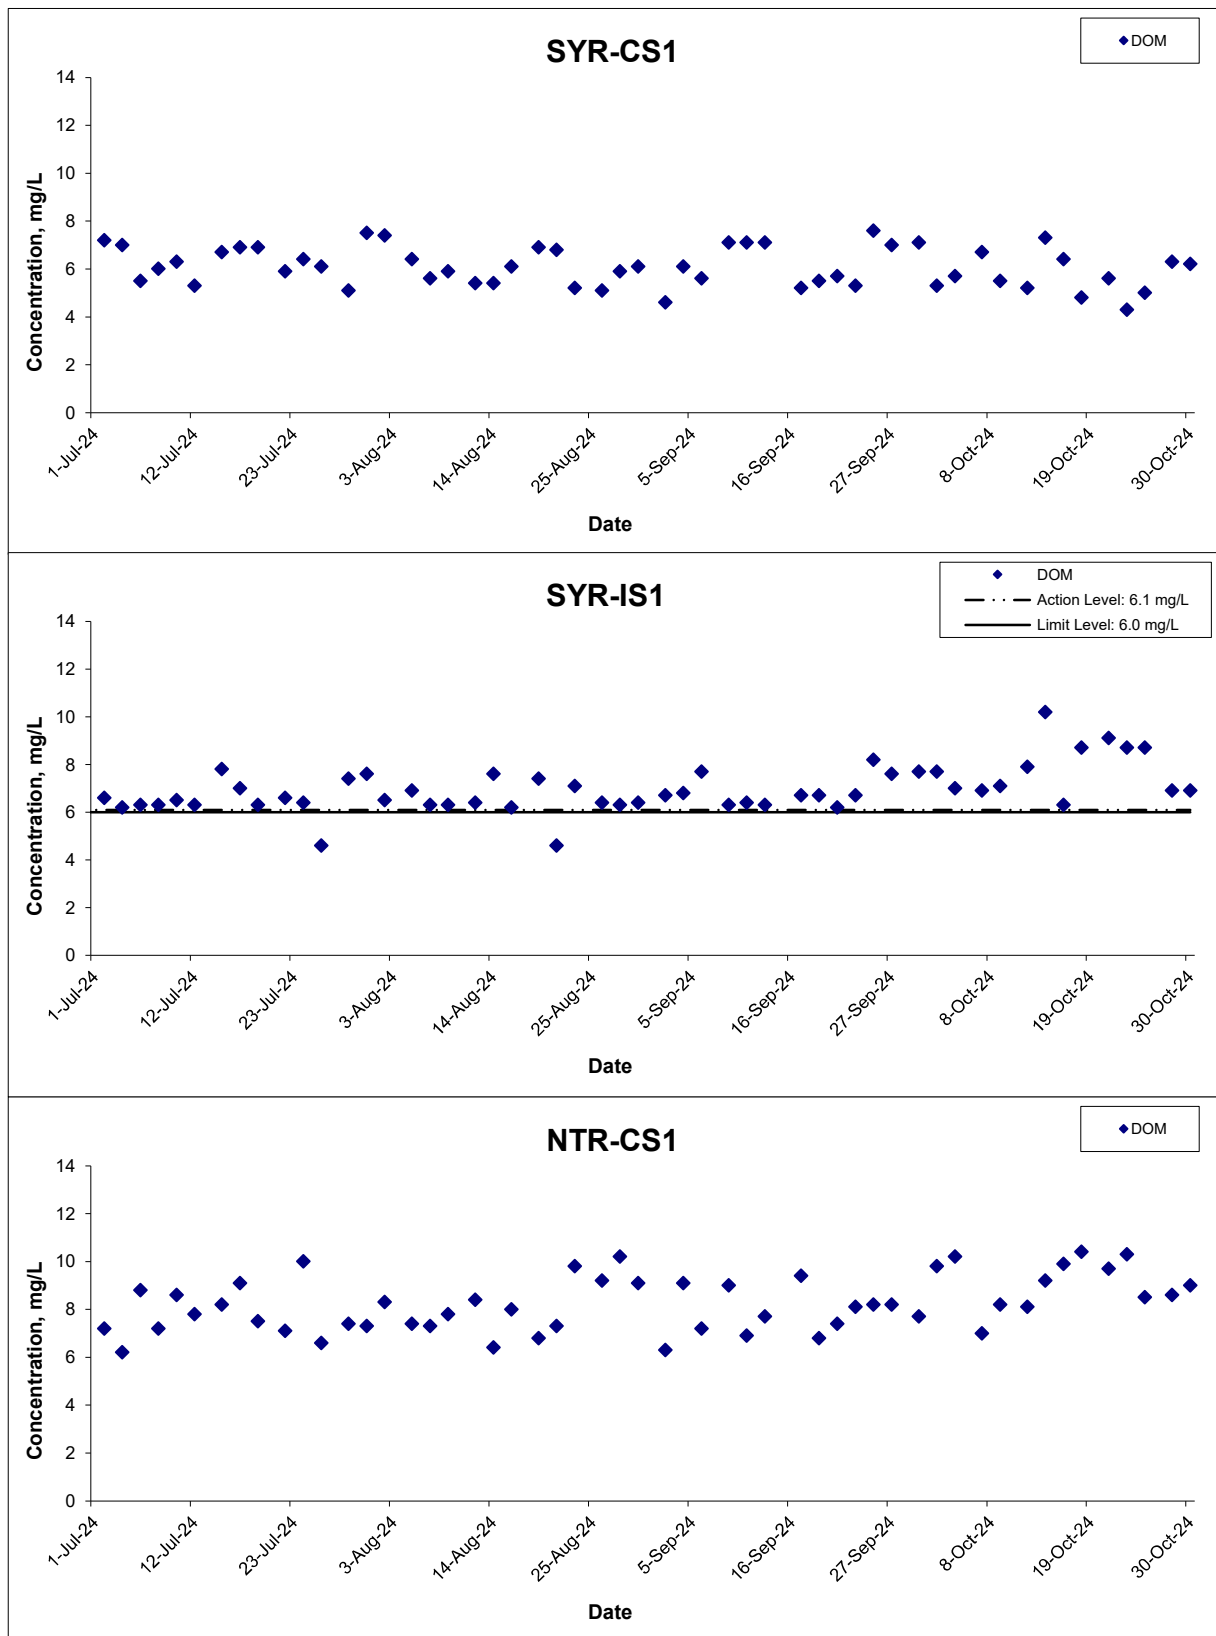 SYR-CS1
DOM
Concentration, mg/L
14
12
10
8
6
4
2
0
1-Jul-24
12-Jul-24
23-Jul-24
3-Aug-24
14-Aug-24
25-Aug-24
5-Sep-24
16-Sep-24
27-Sep-24
8-Oct-24
19-Oct-24
30-Oct-24
Date
SYR-IS1
DOM
Action Level: 6.1 mg/L
Limit Level: 6.0 mg/L
Concentration, mg/L
14
12
10
8
6
4
2
0
1-Jul-24
12-Jul-24
23-Jul-24
3-Aug-24
14-Aug-24
25-Aug-24
5-Sep-24
16-Sep-24
27-Sep-24
8-Oct-24
19-Oct-24
30-Oct-24
Date
NTR-CS1
DOM
Concentration, mg/L
14
12
10
8
6
4
2
0
1-Jul-24
12-Jul-24
23-Jul-24
3-Aug-24
14-Aug-24
25-Aug-24
5-Sep-24
16-Sep-24
27-Sep-24
8-Oct-24
19-Oct-24
30-Oct-24
Date